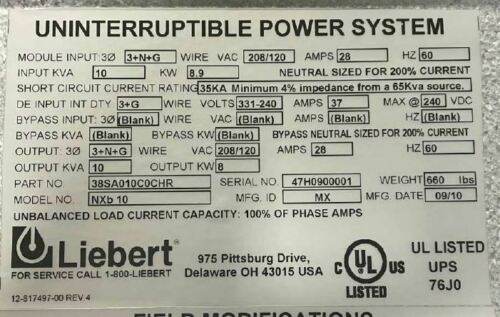 UNINTERRUPTIBLE POWER SYSTEM
MODULE INPUT: 3Ø 3+N+G WIRE VAC 208/120 AMPS 28 HZ 60
INPUT KVA 10 KW 8.9 NEUTRAL SIZED FOR 200% CURRENT
SHORT CIRCUIT CURRENT RATING 35KA Minimum 4% impedance from a 65Kva source.
DE INPUT INT DTY 3+G WIRE VOLTS 331-240 AMPS 37 MAX @ 240 VDC
BYPASS INPUT: 3Ø (Blank) WIRE VAC (Blank) AMPS (Blank) HZ (Blank)
BYPASS KVA (Blank) BYPASS KW (Blank) BYPASS NEUTRAL SIZED FOR 200% CURRENT
OUTPUT: 3Ø 3+N+G WIRE VAC 208/120 AMPS 28 HZ 60
OUTPUT KVA 10 OUTPUT KW 8
PART NO. 38SA010C0CHR SERIAL NO. 47H0900001 WEIGHT 660 lbs
MODEL NO. NXb 10 MFG. ID MX MFG. DATE 09/10
UNBALANCED LOAD CURRENT CAPACITY: 100% OF PHASE AMPS
Liebert
FOR SERVICE CALL 1-800-LIEBERT
975 Pittsburg Drive,
Delaware OH 43015 USA
C UL US
LISTED
UL LISTED
UPS
76J0
12-817497-00 REV.4
FIELD MODIFICATIONS